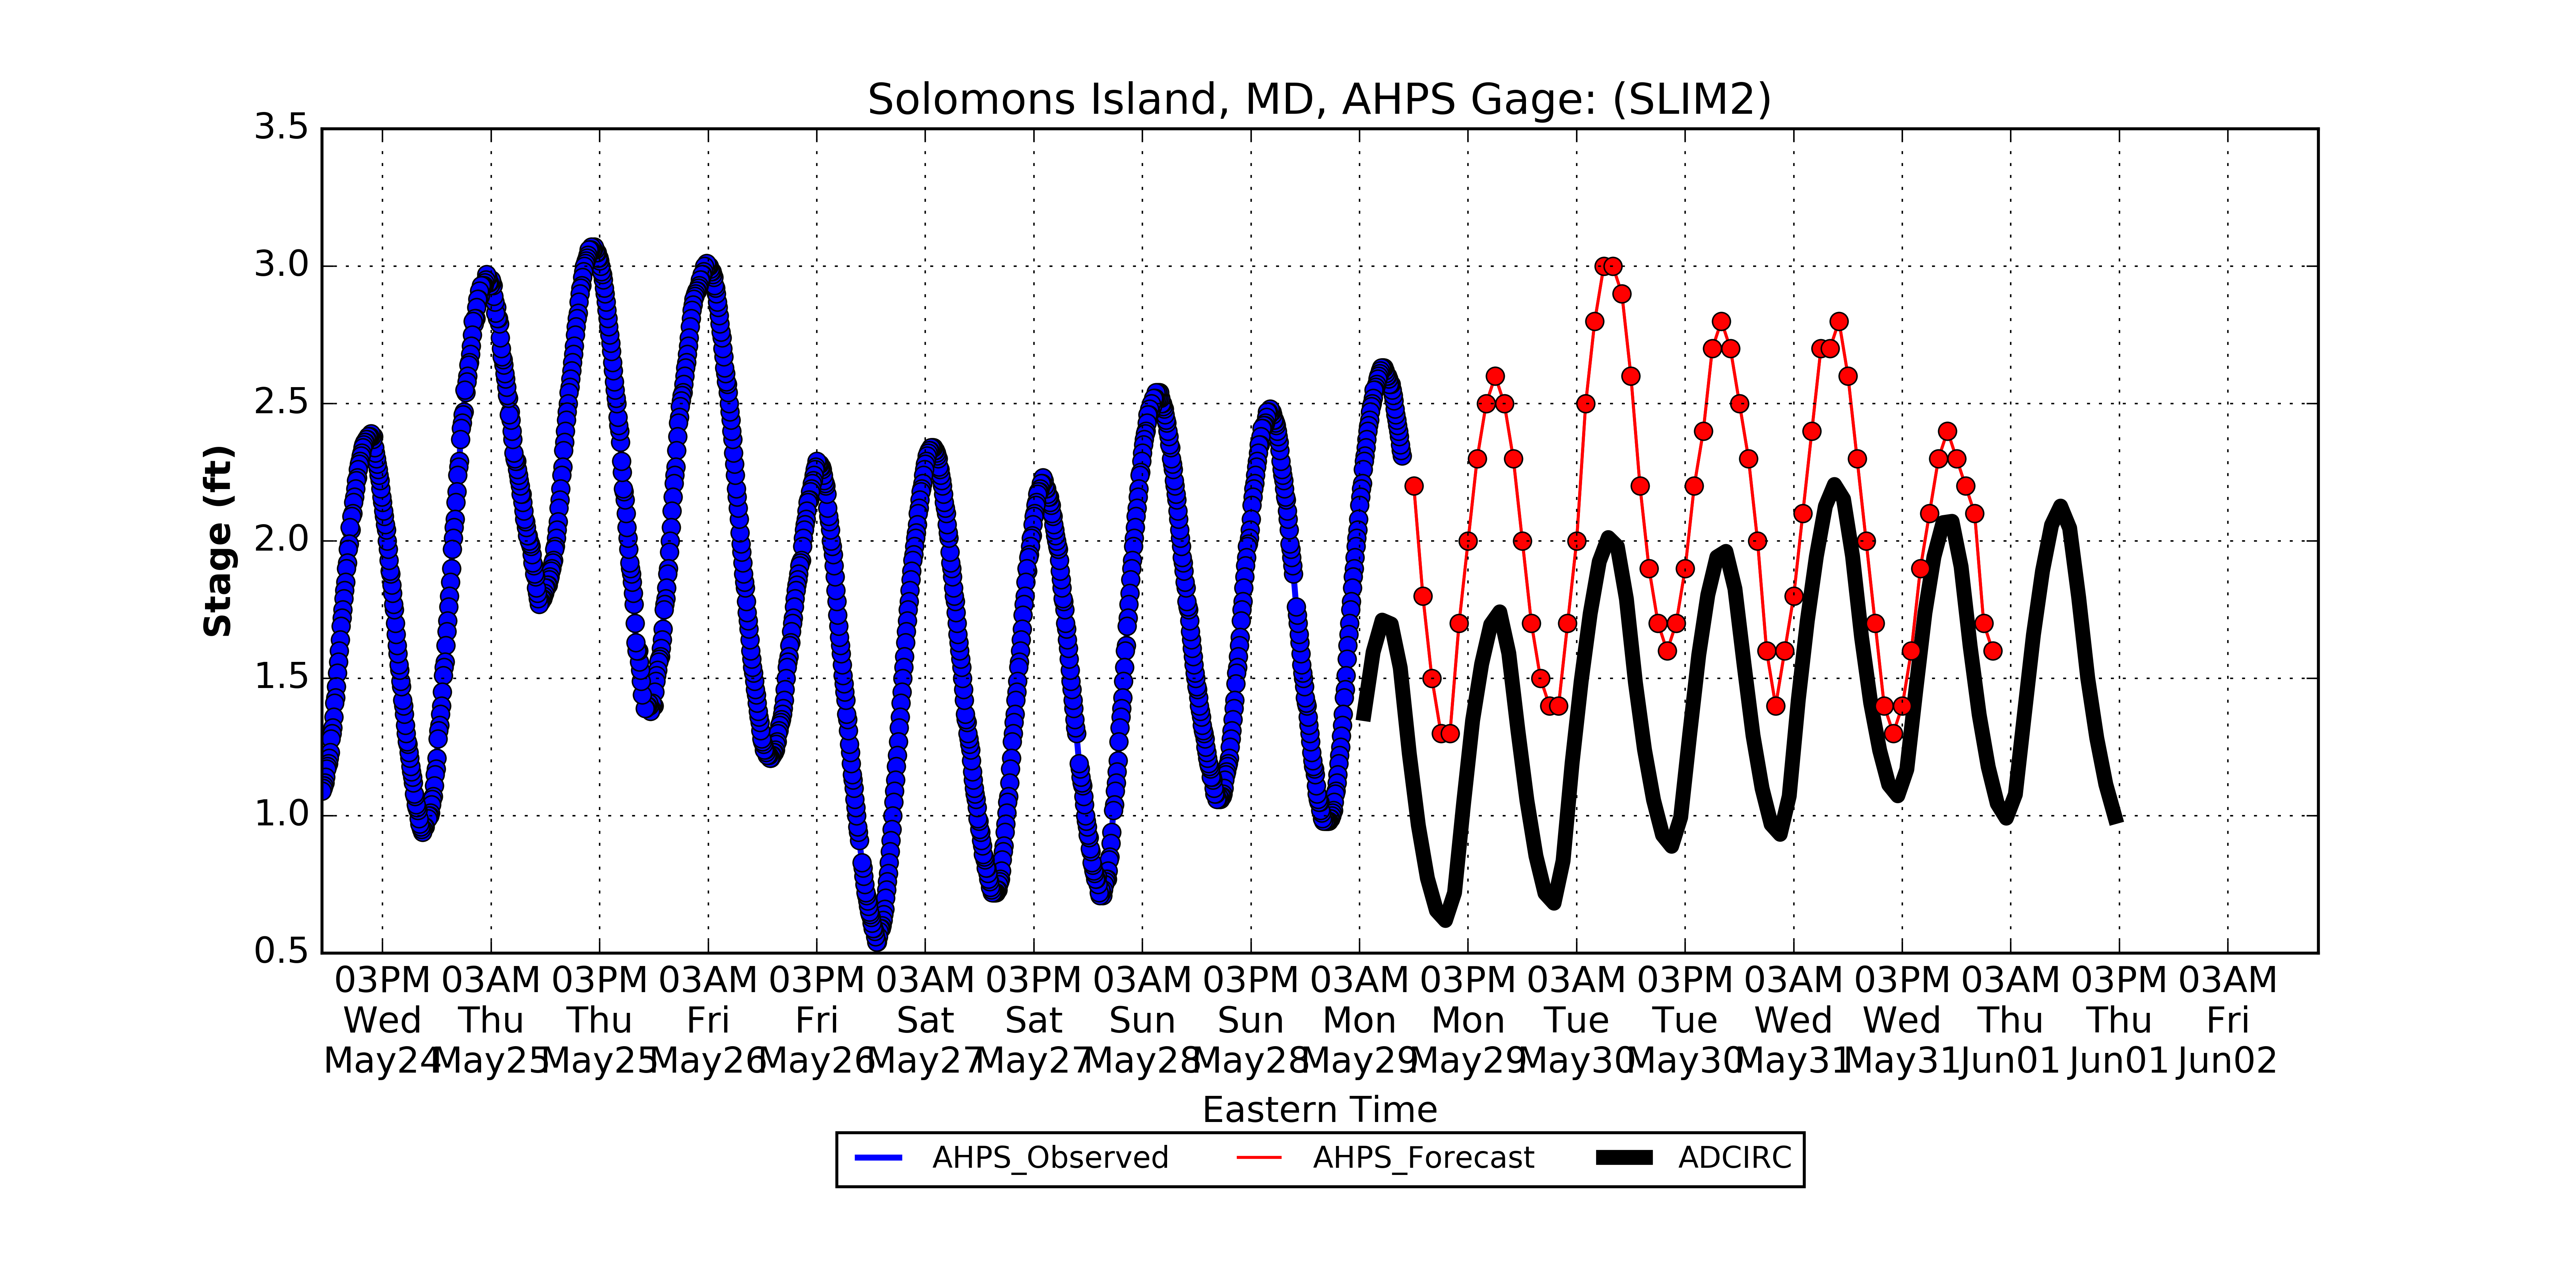 Solomons Island, MD, AHPS Gage: (SLIM2)
Stage (ft)
3.5
3.0
2.5
2.0
1.5
1.0
0.5
03PM 03AM 03PM 03AM 03PM 03AM 03PM 03AM 03PM 03AM 03PM 03AM 03PM 03AM 03PM 03AM 03PM 03AM
Wed Thu Thu Fri Fri Sat Sat Sun Sun Mon Mon Tue Tue Wed Wed Thu Thu Fri
May24 May25 May25 May26 May26 May27 May27 May28 May28 May29 May29 May30 May30 May31 May31 Jun01 Jun01 Jun02
Eastern Time
AHPS_Observed AHPS_Forecast ADCIRC